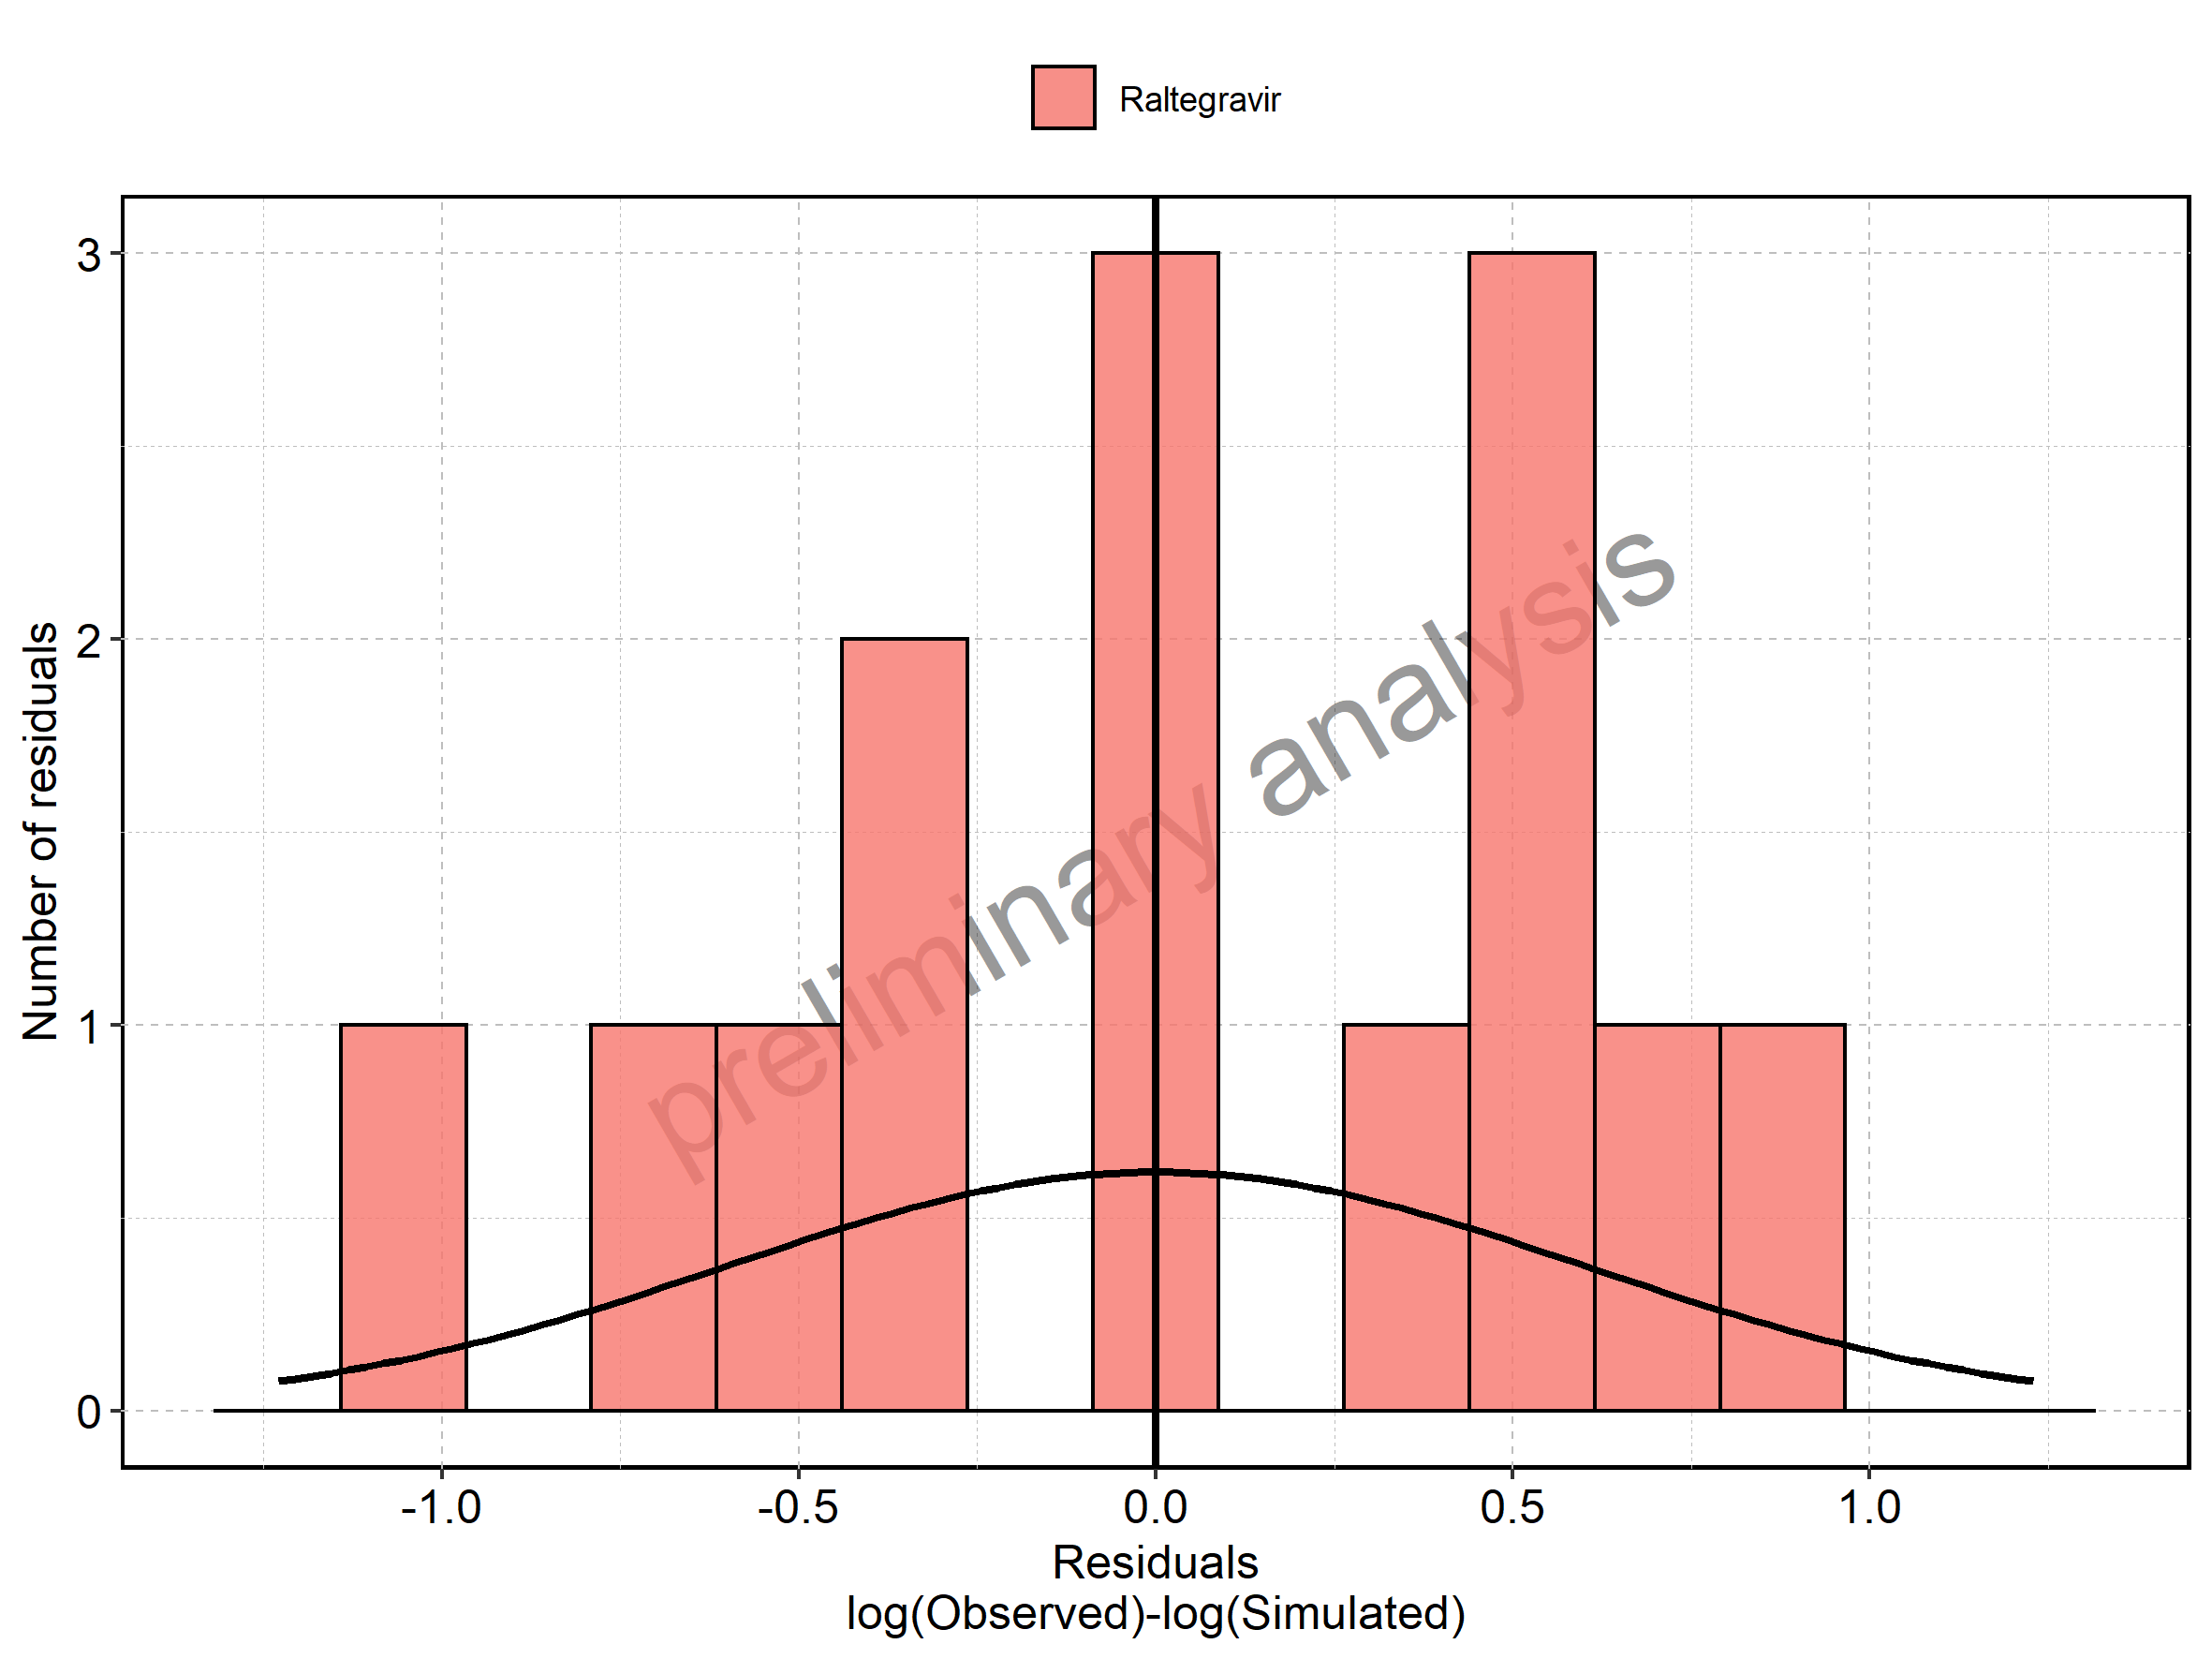 Raltegravir
3
2
1
0
Number of residuals
preliminary analysis
-1.0
-0.5
0.0
0.5
1.0
Residuals
log(Observed)-log(Simulated)